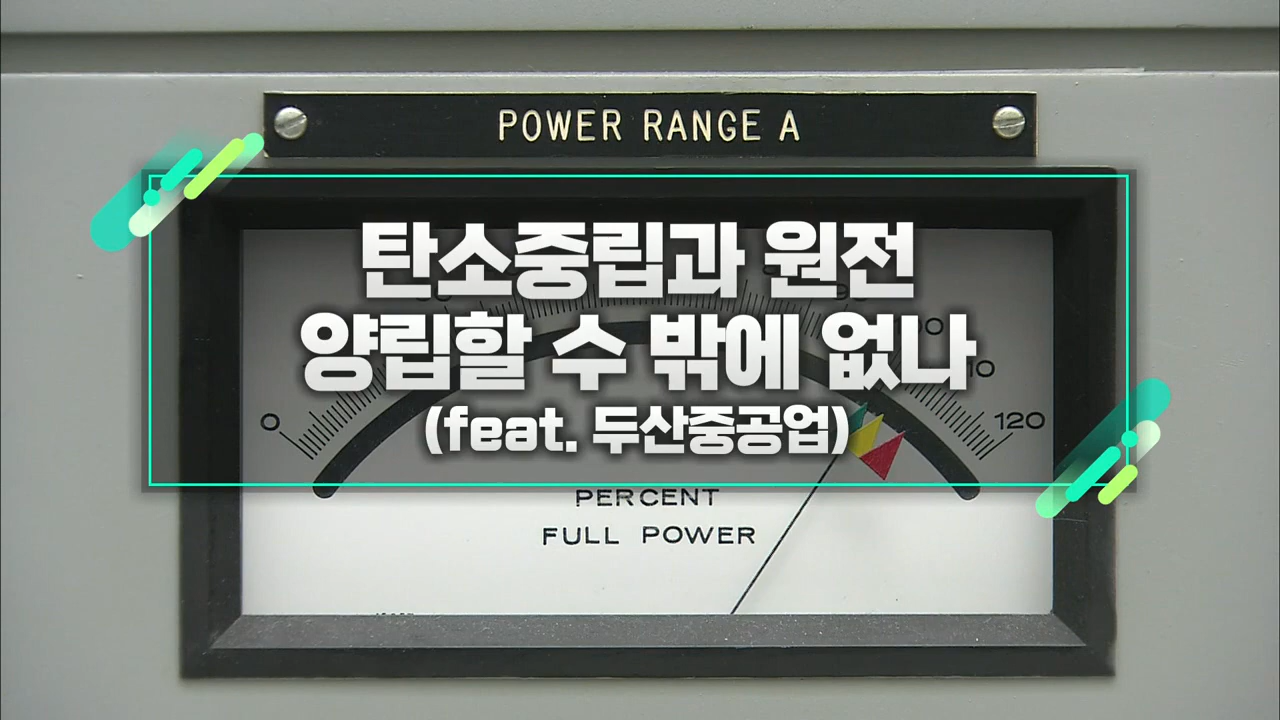 POWER RANGE A
탄소중립과 원전
양립할 수 밖에 없나
(feat. 두산중공업)
0
120
PERCENT
FULL POWER